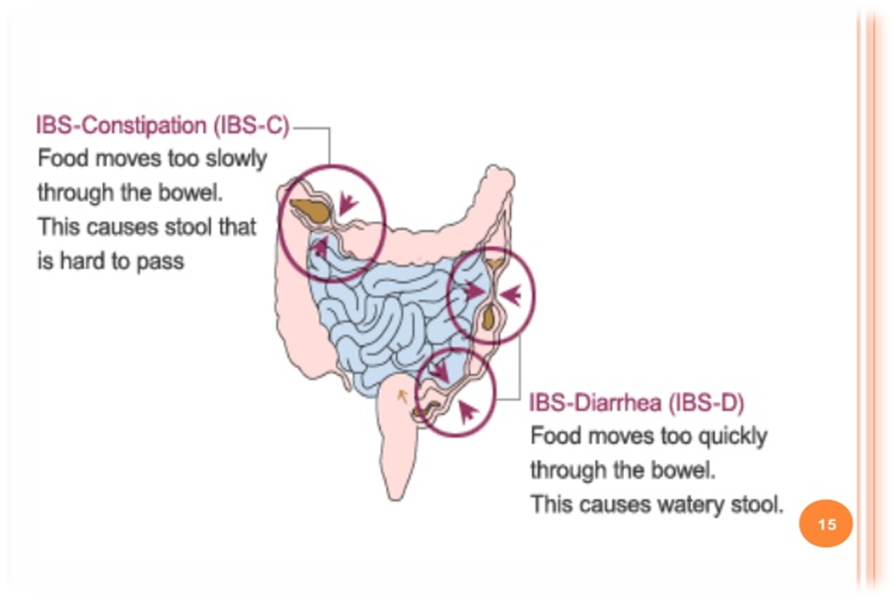 IBS-Constipation (IBS-C)
Food moves too slowly
through the bowel.
This causes stool that
is hard to pass
IBS-Diarrhea (IBS-D)
Food moves too quickly
through the bowel.
This causes watery stool.
15